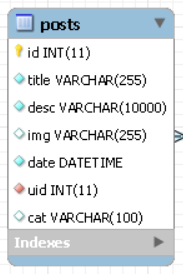 posts
id INT(11)
title VARCHAR(255)
desc VARCHAR(10000)
img VARCHAR(255)
date DATETIME
uid INT(11)
cat VARCHAR(100)
Indexes